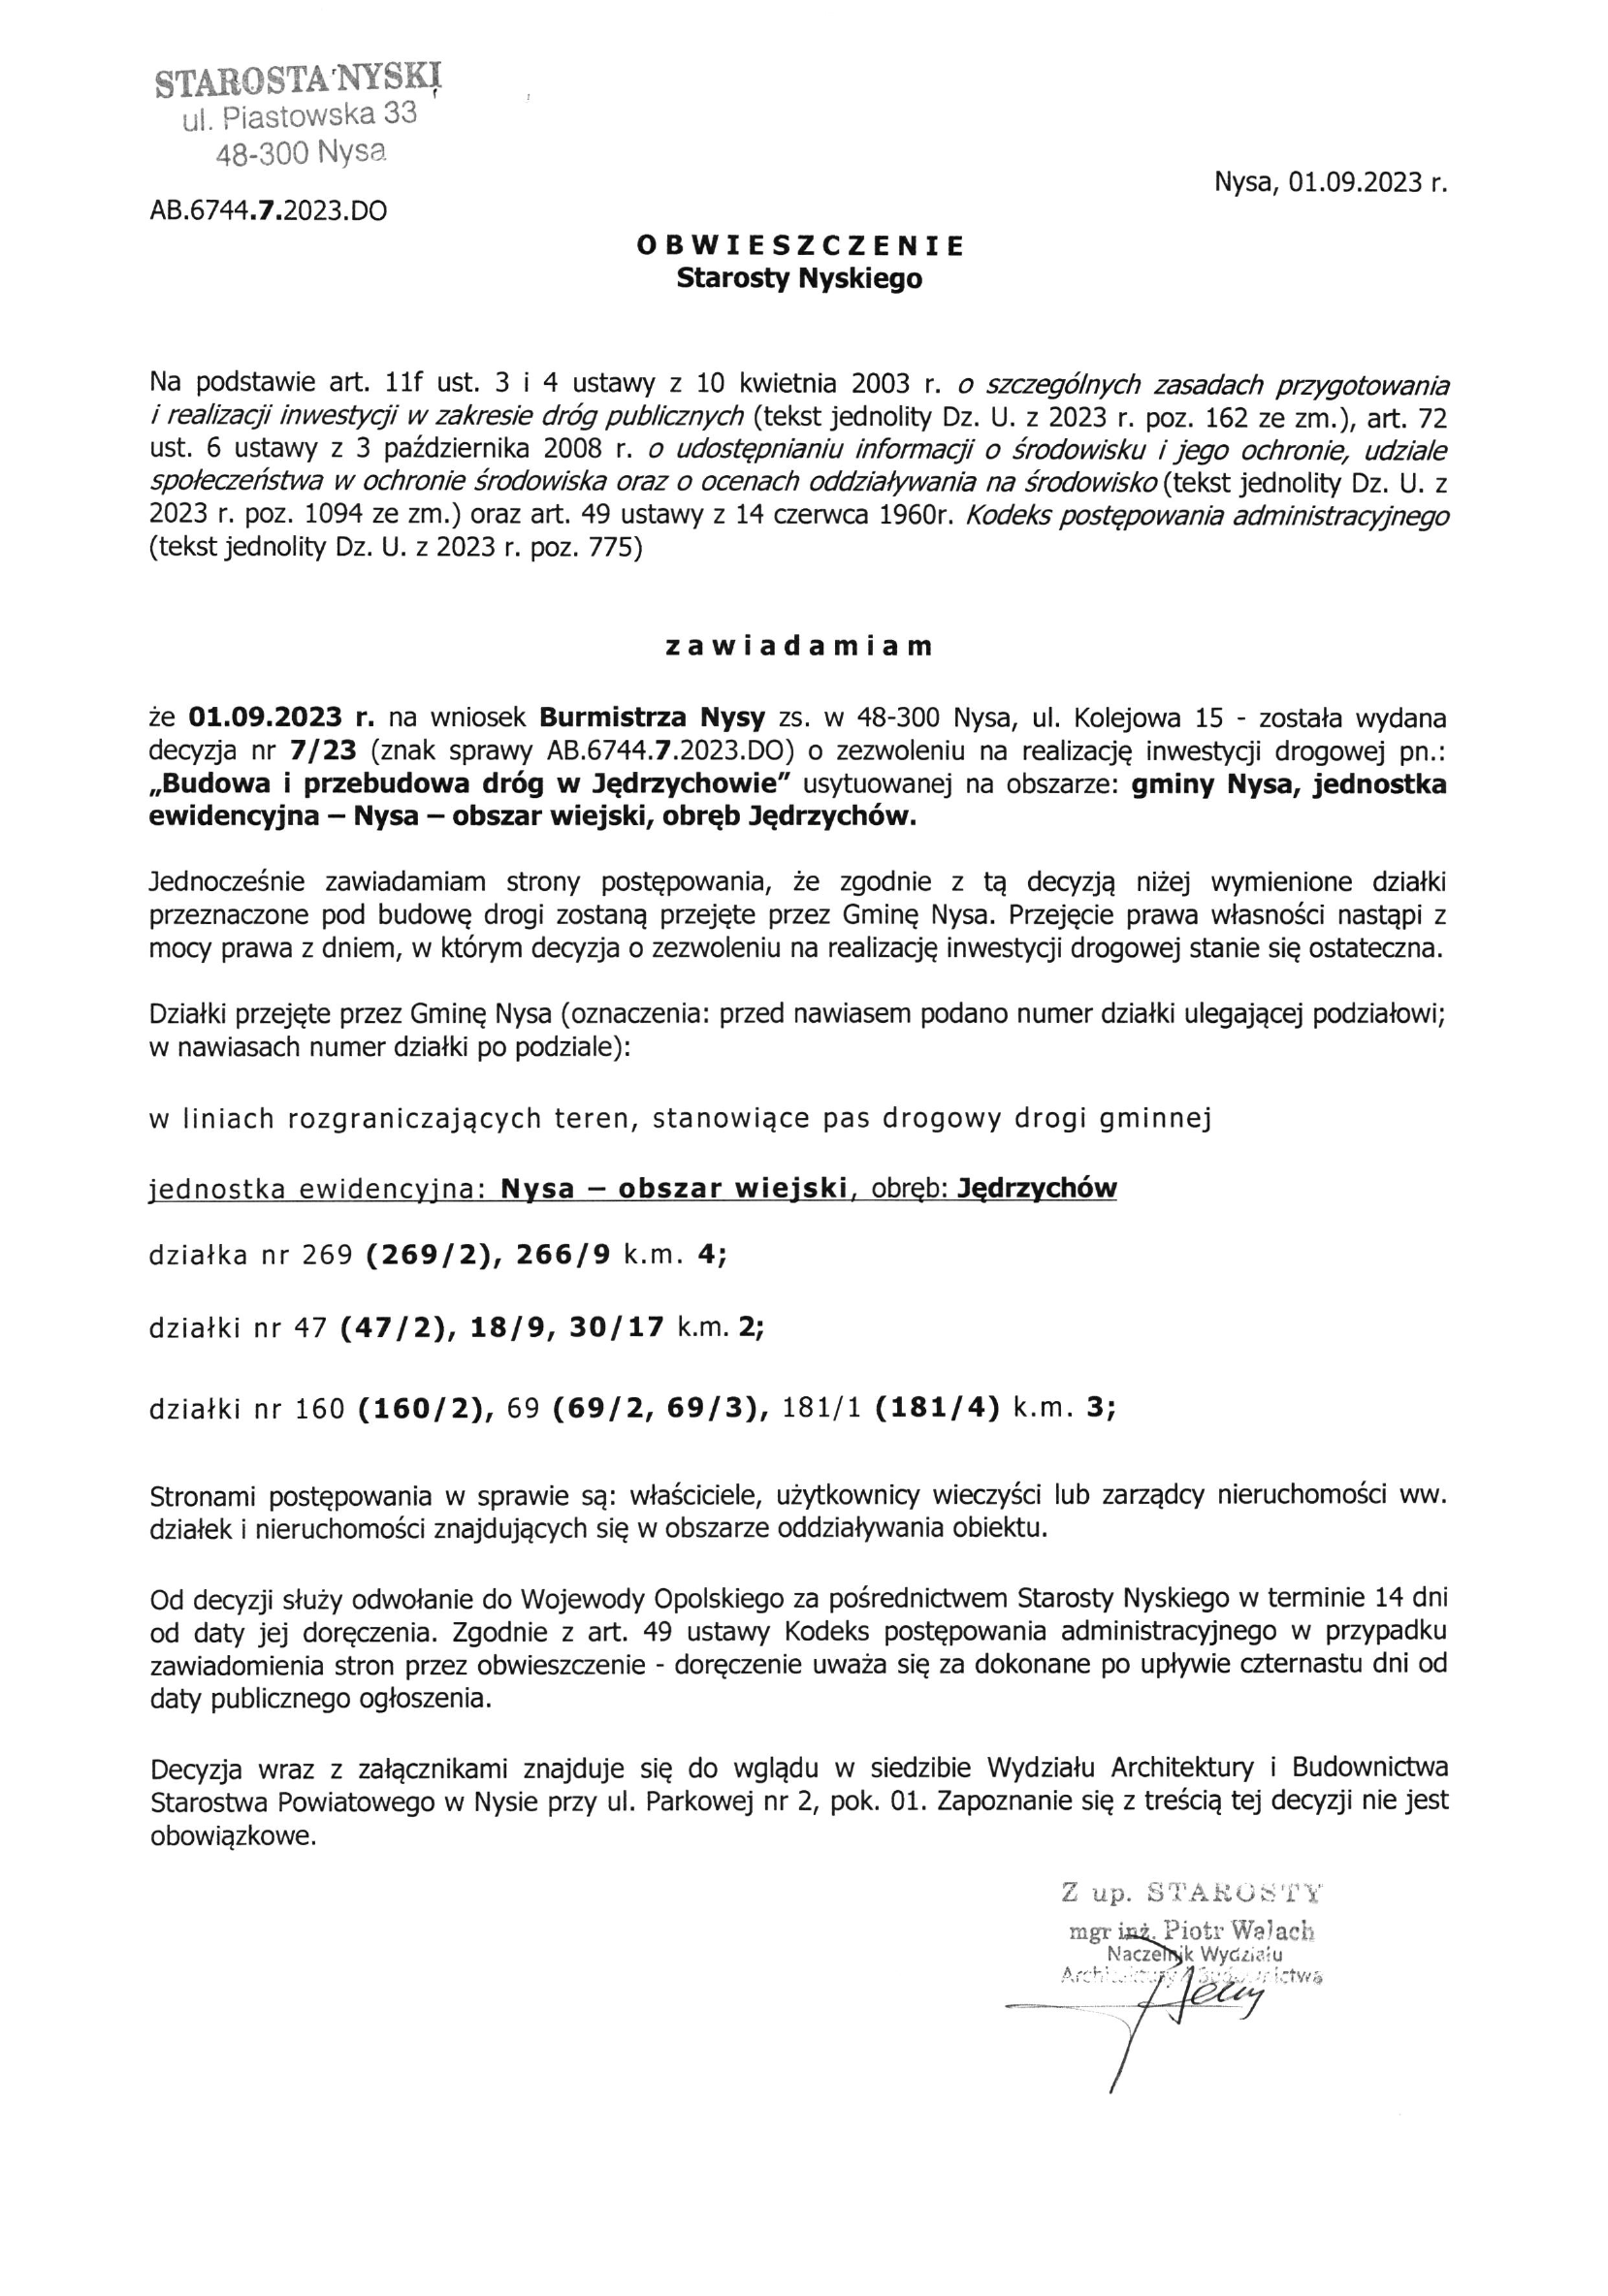 STAROSTA NYSKI
ul. Piastowska 33
48-300 Nysa
Nysa, 01.09.2023 r.
AB.6744.7.2023.DO
OBWIESZCZENIE
Starosty Nyskiego
Na podstawie art. 11f ust. 3 i 4 ustawy z 10 kwietnia 2003 r. o szczególnych zasadach przygotowania
i realizacji inwestycji w zakresie dróg publicznych (tekst jednolity Dz. U. z 2023 r. poz. 162 ze zm.), art. 72
ust. 6 ustawy z 3 października 2008 r. o udostępnianiu informacji o środowisku i jego ochronie, udziale
społeczeństwa w ochronie środowiska oraz o ocenach oddziaływania na środowisko (tekst jednolity Dz. U. z
2023 r. poz. 1094 ze zm.) oraz art. 49 ustawy z 14 czerwca 1960r. Kodeks postępowania administracyjnego
(tekst jednolity Dz. U. z 2023 r. poz. 775)
zawiadamiam
że 01.09.2023 r. na wniosek Burmistrza Nysy zs. w 48-300 Nysa, ul. Kolejowa 15 - została wydana
decyzja nr 7/23 (znak sprawy AB.6744.7.2023.DO) o zezwoleniu na realizację inwestycji drogowej pn.:
„Budowa i przebudowa dróg w Jędrzychowie” usytuowanej na obszarze: gminy Nysa, jednostka
ewidencyjna – Nysa – obszar wiejski, obręb Jędrzychów.
Jednocześnie zawiadamiam strony postępowania, że zgodnie z tą decyzją niżej wymienione działki
przeznaczone pod budowę drogi zostaną przejęte przez Gminę Nysa. Przejęcie prawa własności nastąpi z
mocy prawa z dniem, w którym decyzja o zezwoleniu na realizację inwestycji drogowej stanie się ostateczna.
Działki przejęte przez Gminę Nysa (oznaczenia: przed nawiasem podano numer działki ulegającej podziałowi;
w nawiasach numer działki po podziale):
w liniach rozgraniczających teren, stanowiące pas drogowy drogi gminnej
jednostka ewidencyjna: Nysa – obszar wiejski, obręb: Jędrzychów
działka nr 269 (269/2), 266/9 k.m. 4;
działki nr 47 (47/2), 18/9, 30/17 k.m. 2;
działki nr 160 (160/2), 69 (69/2, 69/3), 181/1 (181/4) k.m. 3;
Stronami postępowania w sprawie są: właściciele, użytkownicy wieczyści lub zarządcy nieruchomości ww.
działek i nieruchomości znajdujących się w obszarze oddziaływania obiektu.
Od decyzji służy odwołanie do Wojewody Opolskiego za pośrednictwem Starosty Nyskiego w terminie 14 dni
od daty jej doręczenia. Zgodnie z art. 49 ustawy Kodeks postępowania administracyjnego w przypadku
zawiadomienia stron przez obwieszczenie - doręczenie uważa się za dokonane po upływie czternastu dni od
daty publicznego ogłoszenia.
Decyzja wraz z załącznikami znajduje się do wglądu w siedzibie Wydziału Architektury i Budownictwa
Starostwa Powiatowego w Nysie przy ul. Parkowej nr 2, pok. 01. Zapoznanie się z treścią tej decyzji nie jest
obowiązkowe.
Z up. STAROSTY
mgr inż. Piotr Walach
Naczelnik Wydziału
Architektury i Budownictwa